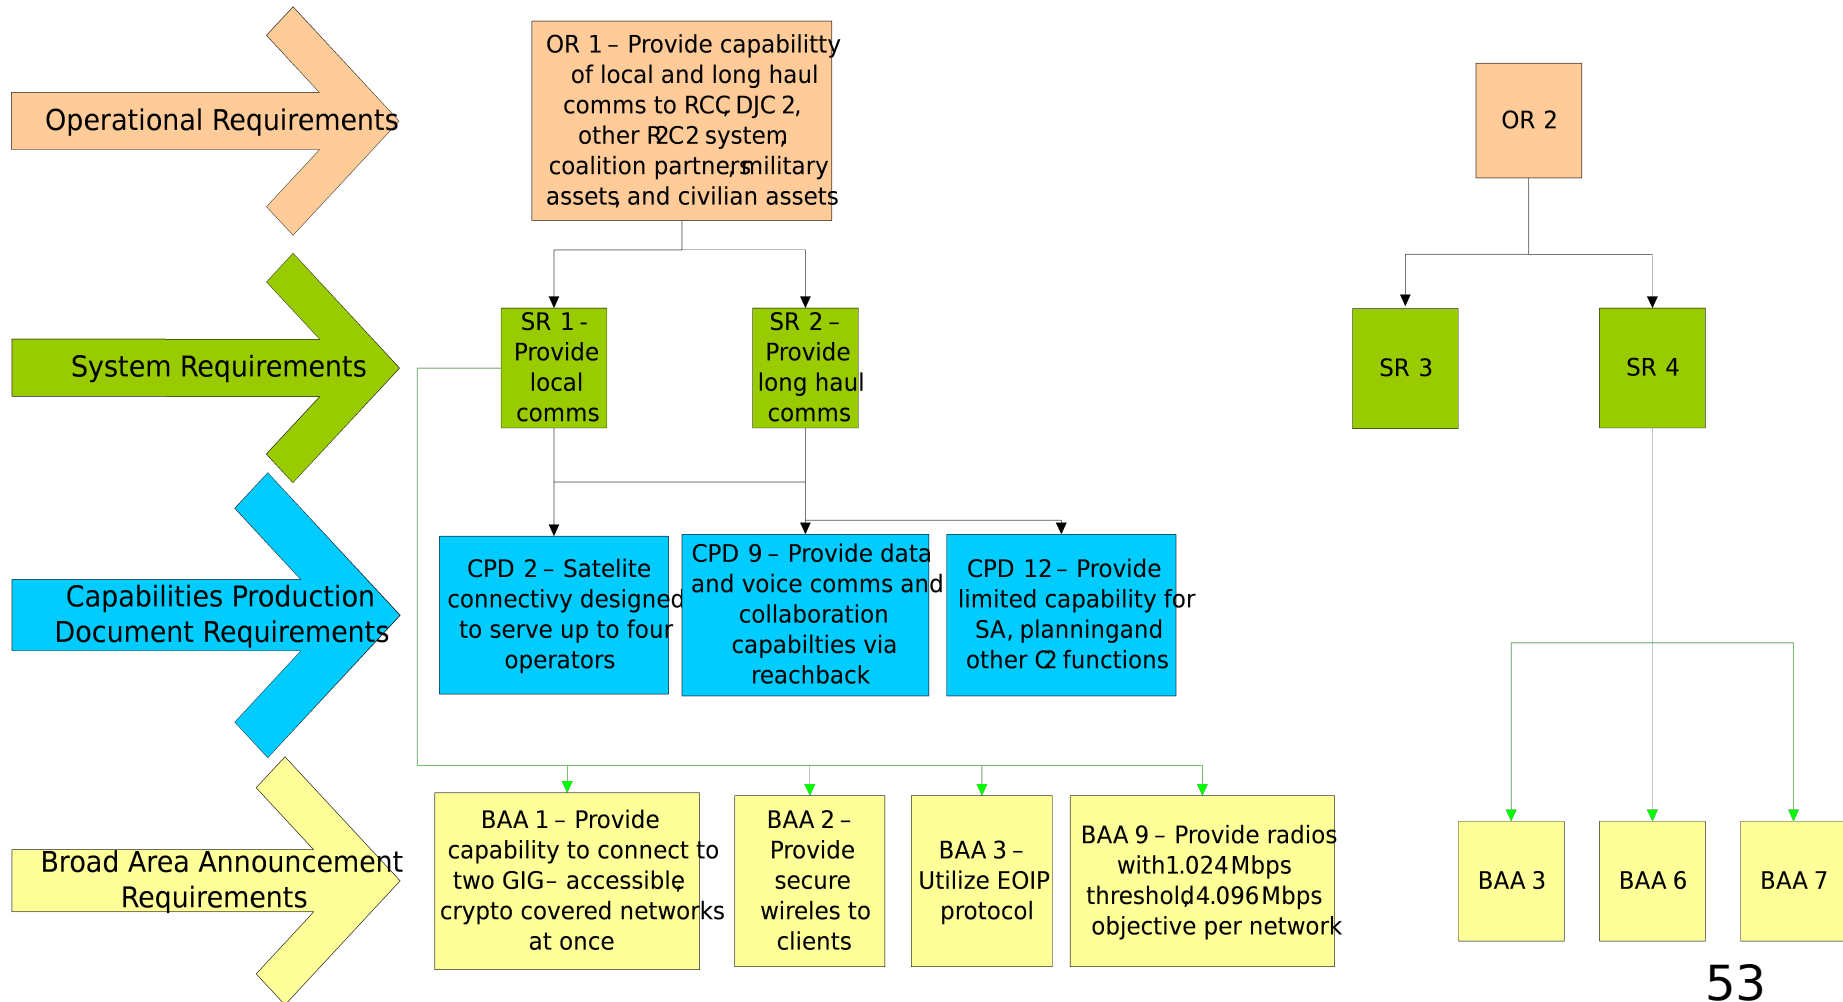 Operational Requirements
OR 1 – Provide capabilitty
of local and long haul
comms to RCC, DJC 2,
other R2C2 system,
coalition partners, military
assets, and civilian assets
OR 2
System Requirements
SR 1 -
Provide
local
comms
SR 2 –
Provide
long haul
comms
SR 3
SR 4
Capabilities Production
Document Requirements
CPD 2 – Satelite
connectivy designed
to serve up to four
operators
CPD 9 – Provide data
and voice comms and
collaboration
capabilties via
reachback
CPD 12 – Provide
limited capability for
SA, planningand
other C2 functions
Broad Area Announcement
Requirements
BAA 1 – Provide
capability to connect to
two GIG – accessible,
crypto covered networks
at once
BAA 2 –
Provide
secure
wireles to
clients
BAA 3 –
Utilize EOIP
protocol
BAA 9 – Provide radios
with1.024 Mbps
threshold, 4.096 Mbps
objective per network
BAA 3
BAA 6
BAA 7
53